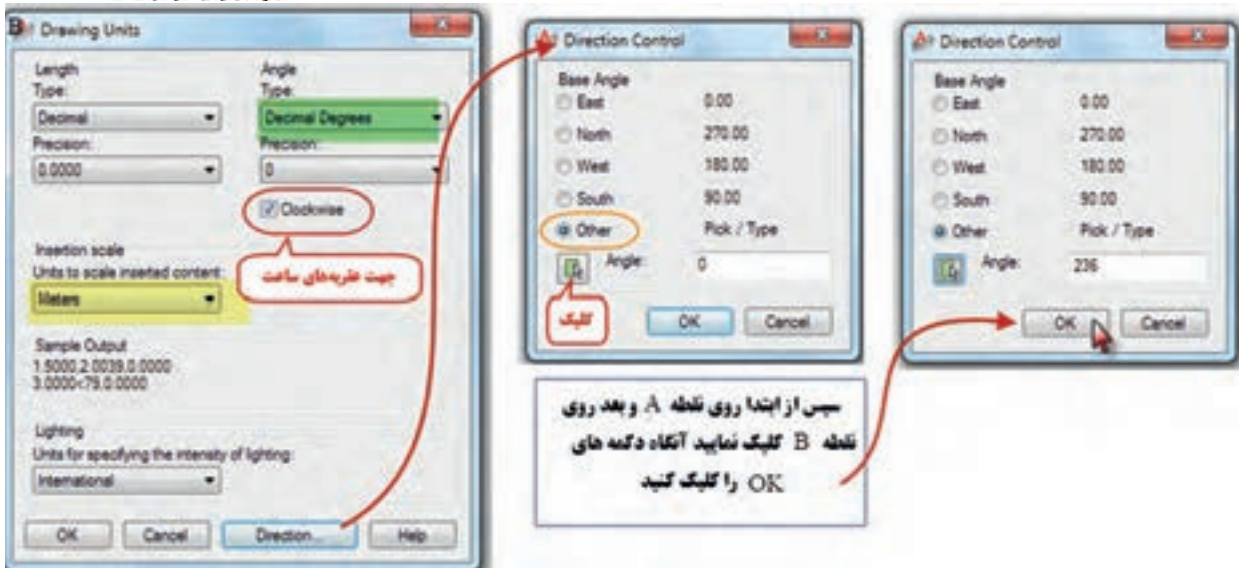 B
Drawing Units
Length
Type:
Decimal
Precision:
0.0000
Angle
Type:
Decimal Degrees
Precision:
0
Clockwise
جهت عقربه‌های ساعت
Insertion scale
Units to scale inserted content:
Meters
Sample Output
1.5000,2.0039,0.0000
3.0000<79,0.0000
Lighting
Units for specifying the intensity of lighting:
International
OK Cancel Direction... Help
Direction Control
Base Angle
East 0.00
North 270.00
West 180.00
South 90.00
Other Pick / Type
Angle: 0
کلیک
OK Cancel
سپس از ابتدا روی نقطه A و بعد روی
نقطه B کلیک نمایید آنگاه دکمه های
OK را کلیک کنید
Direction Control
Base Angle
East 0.00
North 270.00
West 180.00
South 90.00
Other Pick / Type
Angle: 236
OK Cancel